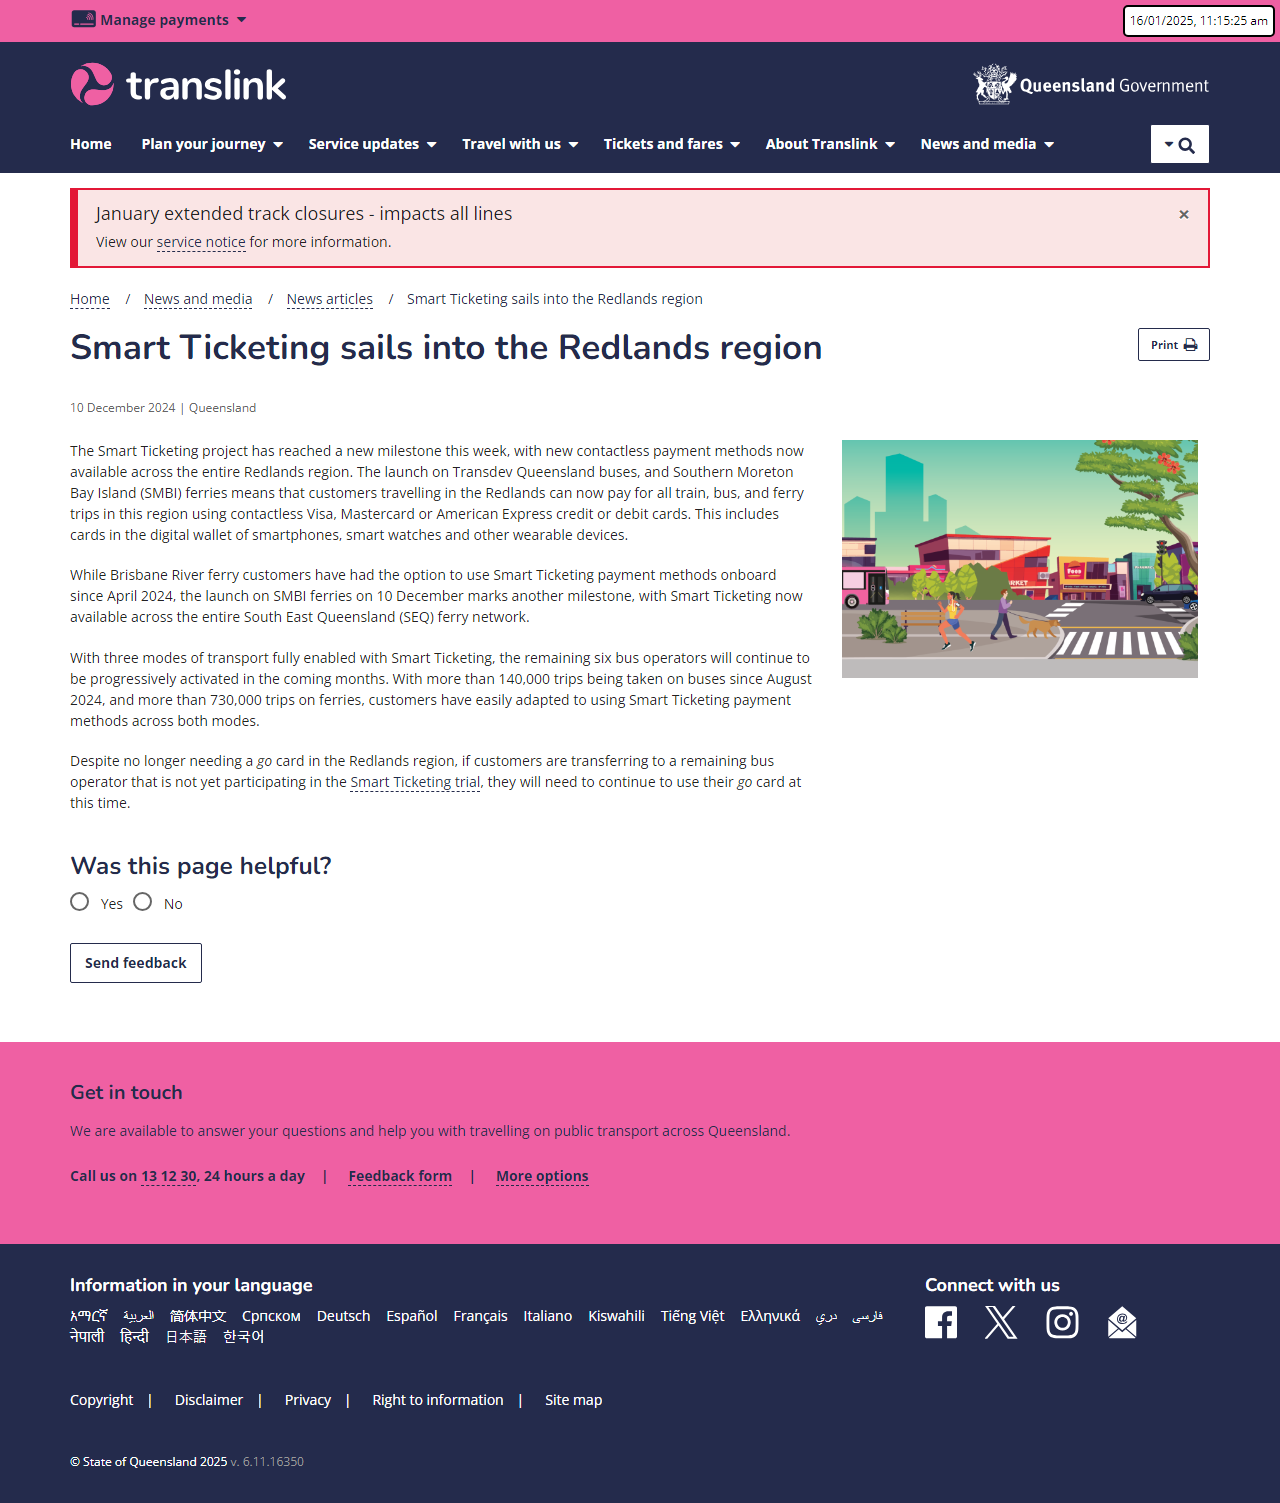 Manage payments
16/01/2025, 11:15:25 am
translink
Queensland Government
Home Plan your journey Service updates Travel with us Tickets and fares About Translink News and media
January extended track closures - impacts all lines
×
View our service notice for more information.
Home / News and media / News articles / Smart Ticketing sails into the Redlands region
Smart Ticketing sails into the Redlands region
Print
10 December 2024 | Queensland
The Smart Ticketing project has reached a new milestone this week, with new contactless payment methods now
available across the entire Redlands region. The launch on Transdev Queensland buses, and Southern Moreton
Bay Island (SMBI) ferries means that customers travelling in the Redlands can now pay for all train, bus, and ferry
trips in this region using contactless Visa, Mastercard or American Express credit or debit cards. This includes
cards in the digital wallet of smartphones, smart watches and other wearable devices.
While Brisbane River ferry customers have had the option to use Smart Ticketing payment methods onboard
since April 2024, the launch on SMBI ferries on 10 December marks another milestone, with Smart Ticketing now
available across the entire South East Queensland (SEQ) ferry network.
With three modes of transport fully enabled with Smart Ticketing, the remaining six bus operators will continue to
be progressively activated in the coming months. With more than 140,000 trips being taken on buses since August
2024, and more than 730,000 trips on ferries, customers have easily adapted to using Smart Ticketing payment
methods across both modes.
Despite no longer needing a go card in the Redlands region, if customers are transferring to a remaining bus
operator that is not yet participating in the Smart Ticketing trial, they will need to continue to use their go card at
this time.
Was this page helpful?
Yes No
Send feedback
Get in touch
We are available to answer your questions and help you with travelling on public transport across Queensland.
Call us on 13 12 30, 24 hours a day | Feedback form | More options
Information in your language
አማርኛ العربية 简体中文 Српском Deutsch Español Français Italiano Kiswahili Tiếng Việt Ελληνικά دري فارسی
नेपाली हिन्दी 日本語 한국어
Connect with us
Copyright | Disclaimer | Privacy | Right to information | Site map
© State of Queensland 2025 v. 6.11.16350